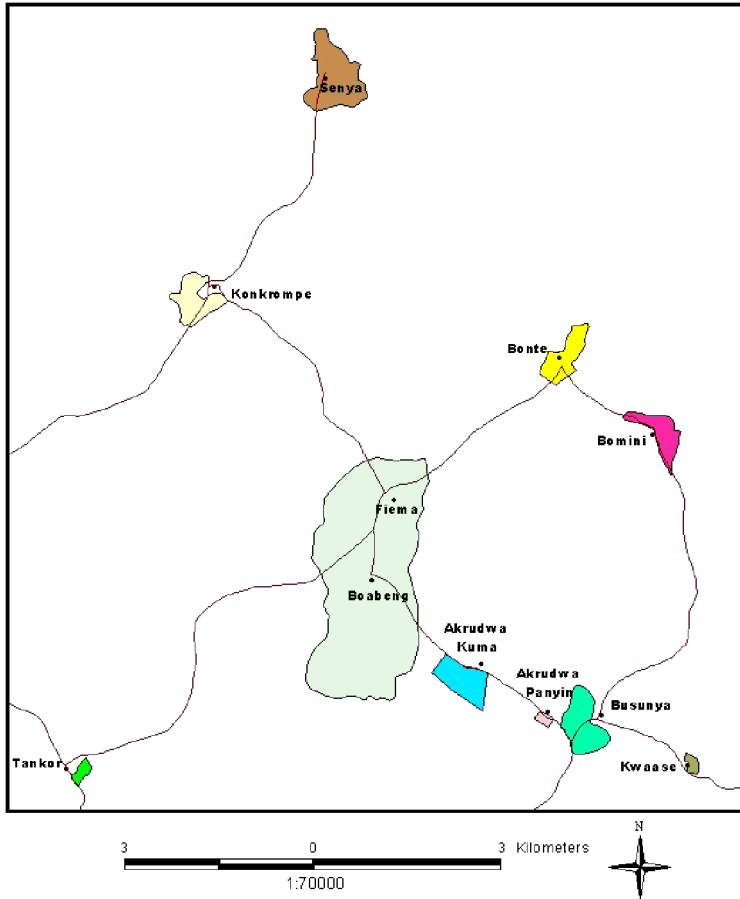 Senya
Konkrompe
Bonte
Bomini
Fiema
Boabeng
Akrudwa
Kuma
Akrudwa
Panyin
Busunya
Tankor
Kwaase
N
3 0 3 Kilometers
1:70000